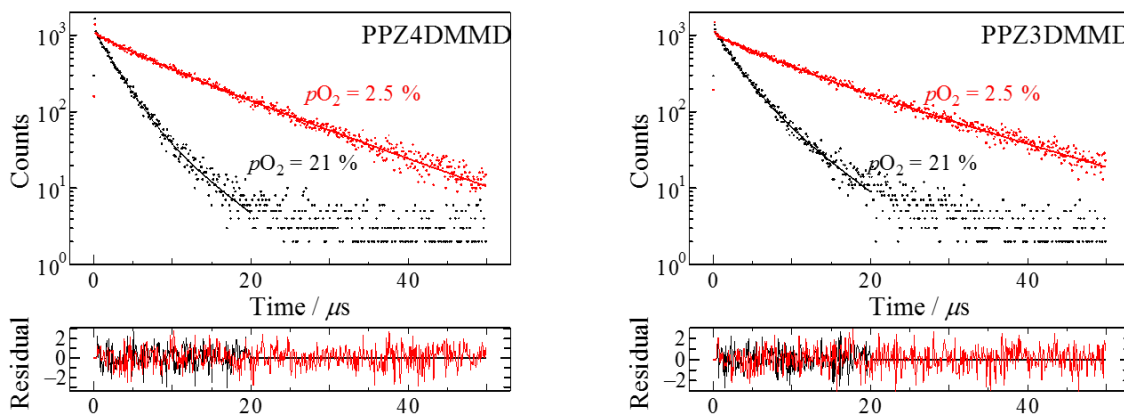 PPZ4DMMD
pO₂ = 2.5 %
pO₂ = 21 %
Counts
10³
10²
10¹
10⁰
0
20
40
Time / μs
Residual
2
0
−2
0
20
40
PPZ3DMMD
pO₂ = 2.5 %
pO₂ = 21 %
Counts
10³
10²
10¹
10⁰
0
20
40
Time / μs
Residual
2
0
−2
0
20
40